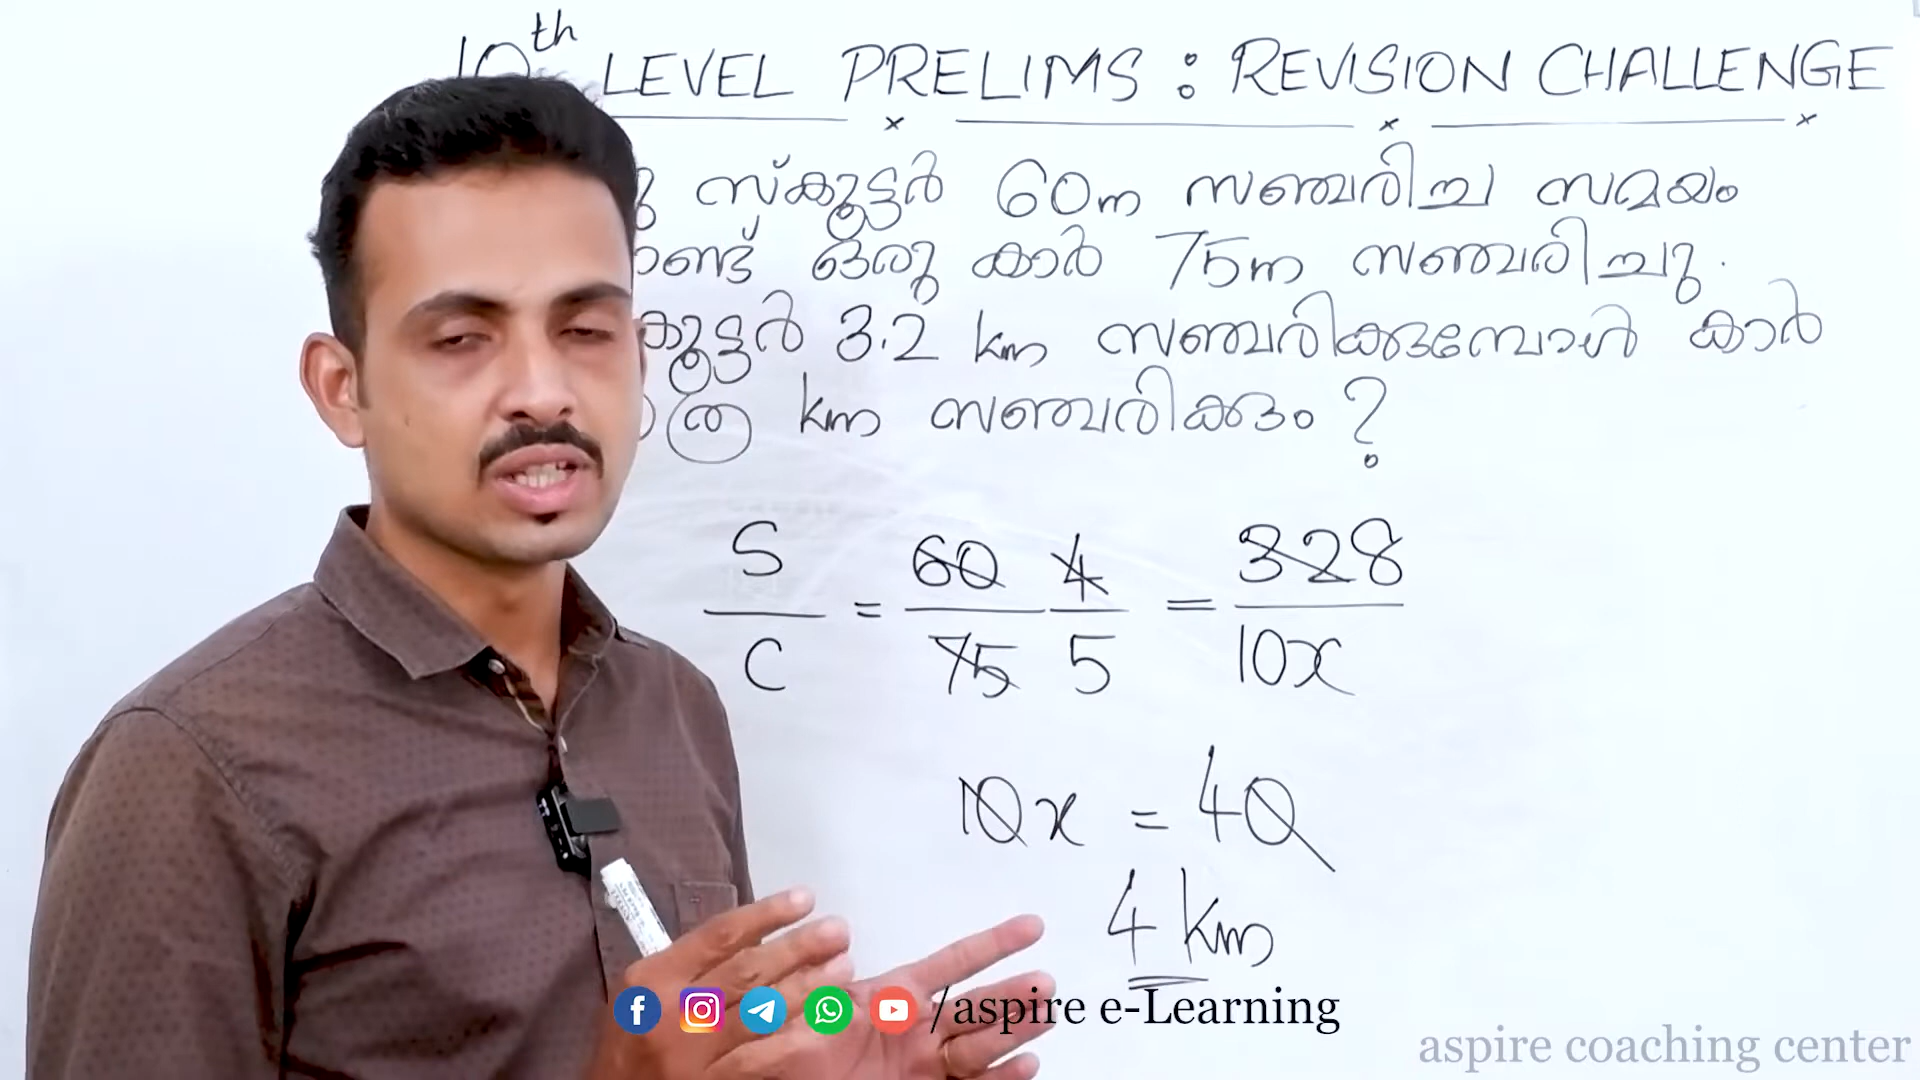 10th LEVEL PRELIMS : REVISION CHALLENGE
സ്കൂട്ടർ 60m സഞ്ചരിച്ച സമയം
ഒരു കാർ 75m സഞ്ചരിച്ചു.
3.2 km സഞ്ചരിക്കുമ്പോൾ കാർ
km സഞ്ചരിക്കും ?
S/C = 60/75 4/5 = 328/10x
10x = 40
4 km
/aspire e-Learning
aspire coaching center